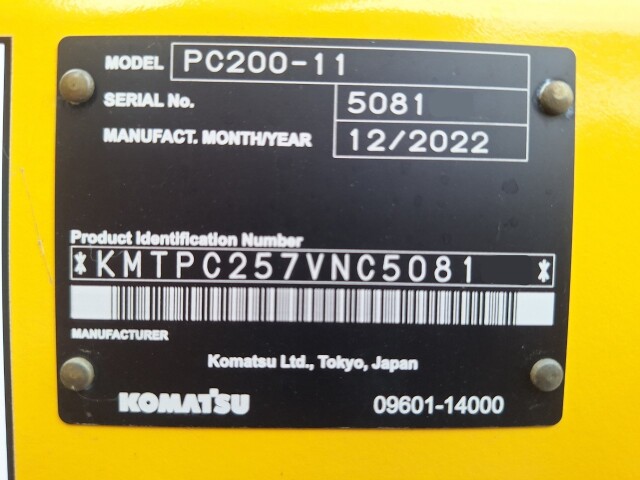 MODEL PC200-11
SERIAL No. 5081
MANUFACT. MONTH/YEAR 12/2022
Product Identification Number
*KMTPC257VNC5081 *
MANUFACTURER
Komatsu Ltd., Tokyo, Japan
KOMATSU 09601-14000